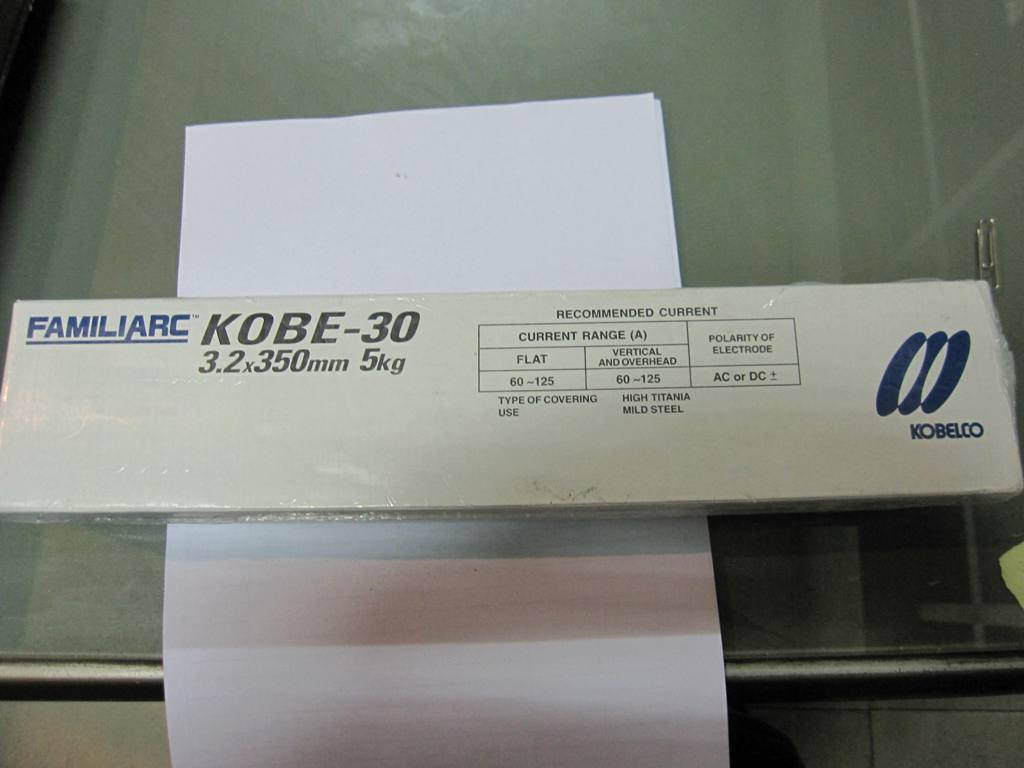 FAMILIARC™ KOBE-30
3.2x350mm 5kg
RECOMMENDED CURRENT
CURRENT RANGE (A)
POLARITY OF
ELECTRODE
FLAT
VERTICAL
AND OVERHEAD
60~125
60~125
AC or DC ±
TYPE OF COVERING HIGH TITANIA
USE MILD STEEL
KOBELCO